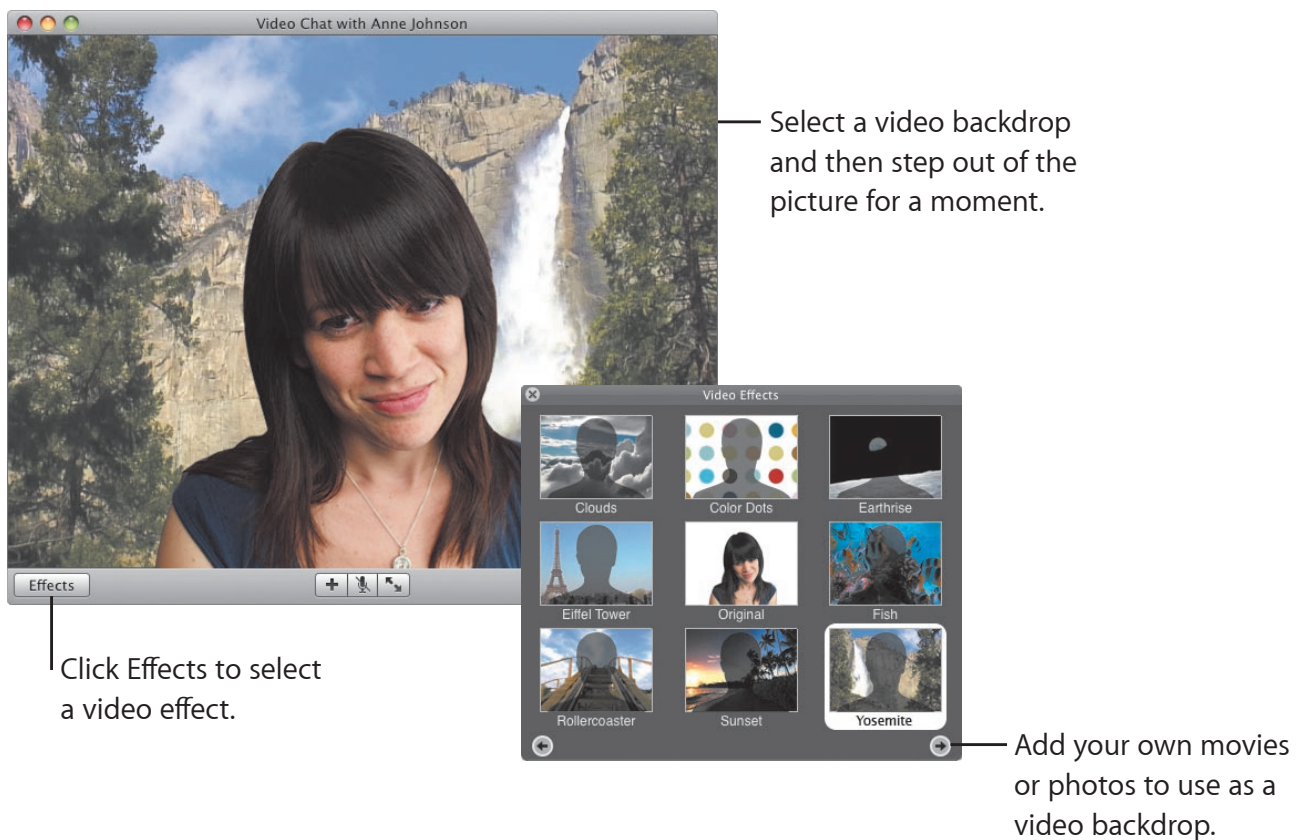 Video Chat with Anne Johnson
Select a video backdrop
and then step out of the
picture for a moment.
Video Effects
Clouds
Color Dots
Earthrise
Eiffel Tower
Original
Fish
Rollercoaster
Sunset
Yosemite
Effects
Click Effects to select
a video effect.
Add your own movies
or photos to use as a
video backdrop.